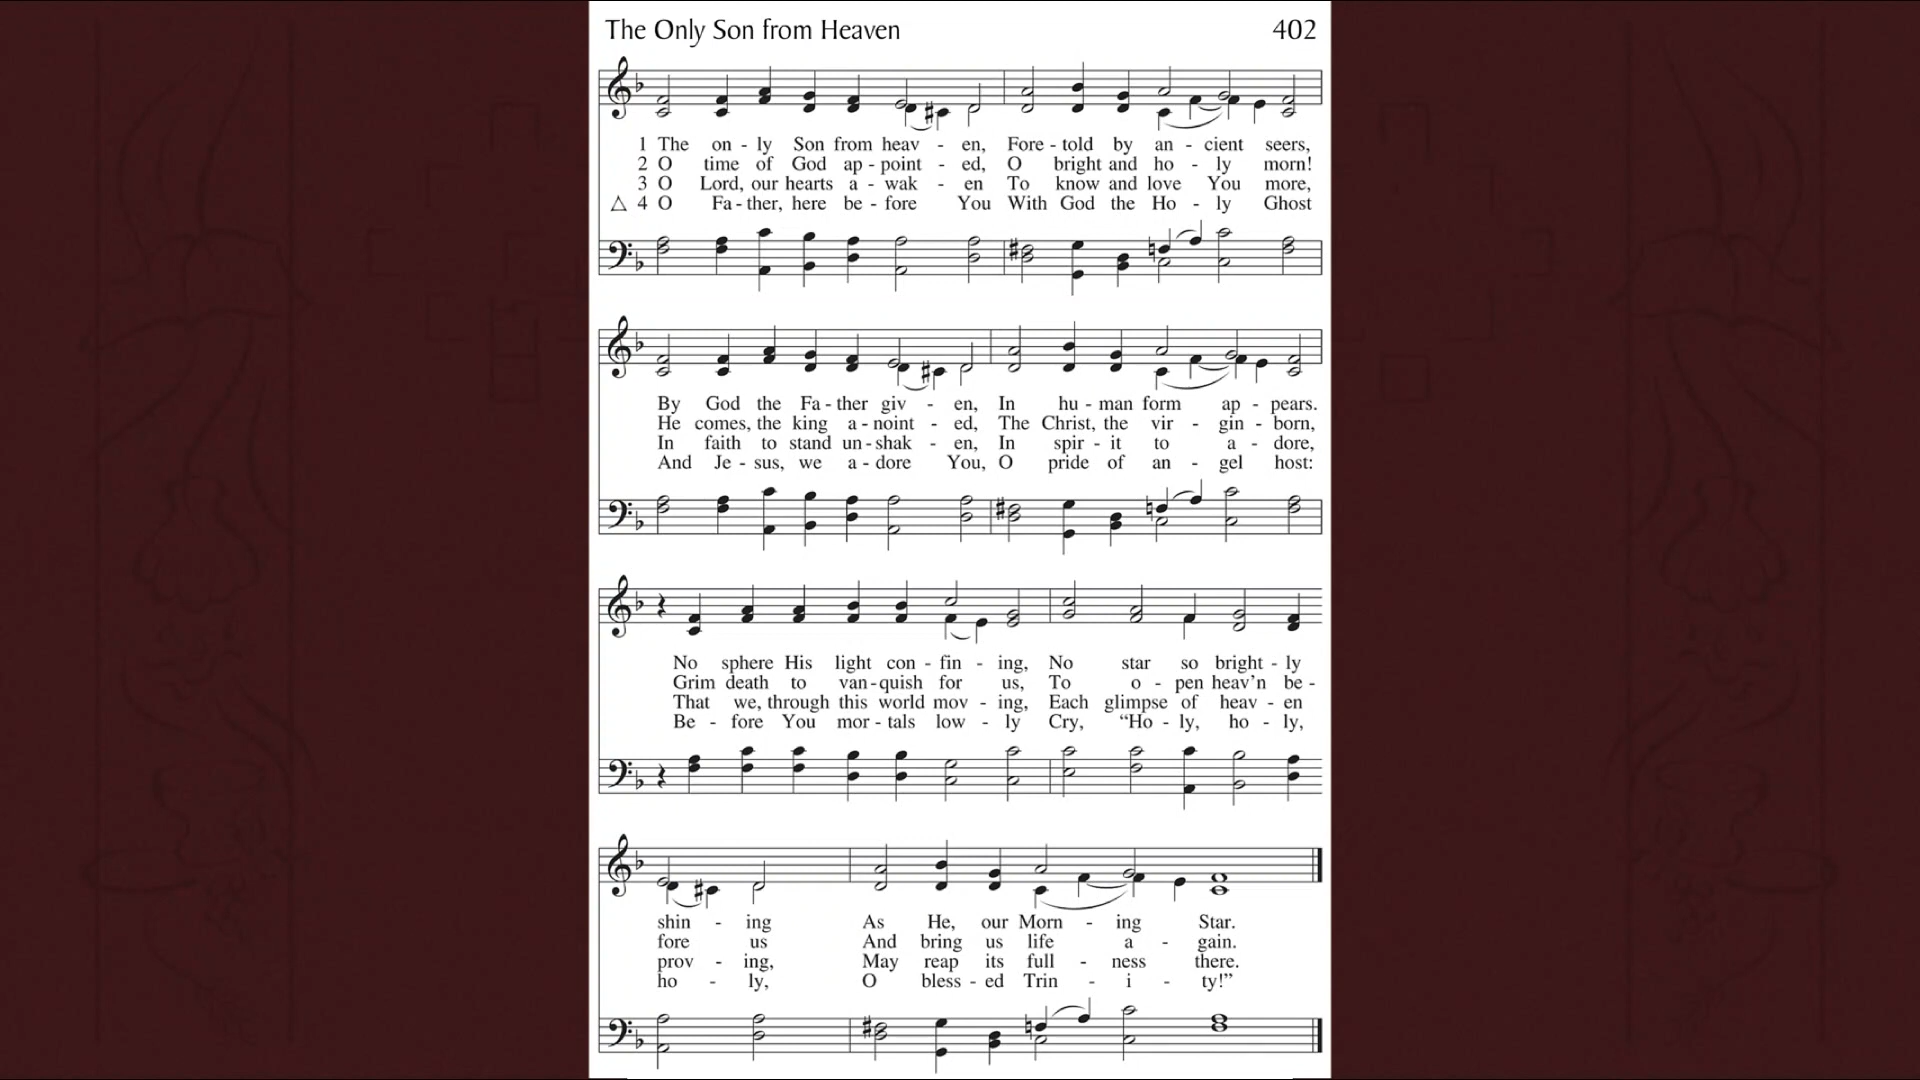 The Only Son from Heaven 402
1 The on - ly Son from heav - en, Fore - told by an - cient seers,
2 O time of God ap - point - ed, O bright and ho - ly morn!
3 O Lord, our hearts a - wak - en To know and love You more,
△ 4 O Fa - ther, here be - fore You With God the Ho - ly Ghost
By God the Fa - ther giv - en, In hu - man form ap - pears.
He comes, the king a - noint - ed, The Christ, the vir - gin - born,
In faith to stand un - shak - en, In spir - it to a - dore,
And Je - sus, we a - dore You, O pride of an - gel host:
No sphere His light con - fin - ing, No star so bright - ly
Grim death to van - quish for us, To o - pen heav'n be -
That we, through this world mov - ing, Each glimpse of heav - en
Be - fore You mor - tals low - ly Cry, “Ho - ly, ho - ly,
shin - ing As He, our Morn - ing Star.
fore us And bring us life a - gain.
prov - ing, May reap its full - ness there.
ho - ly, O bless - ed Trin - i - ty!”